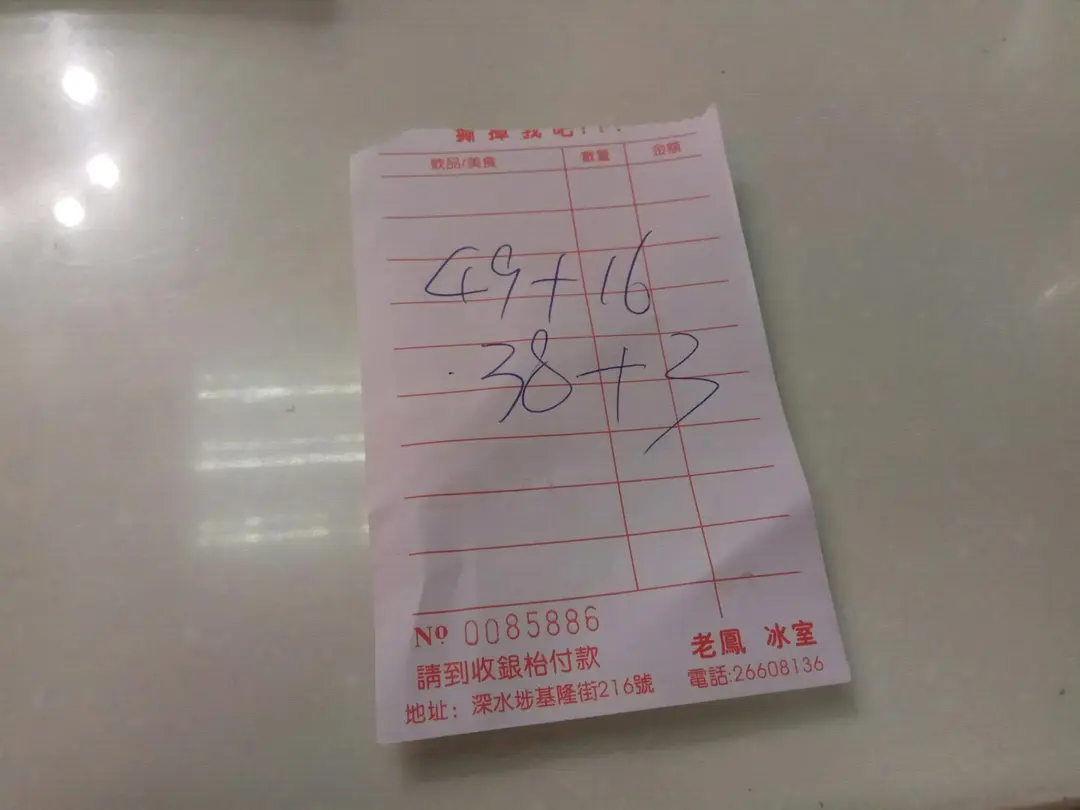 飲品/美食 數量 金額
49+16
38+3
Nº 0085886
請到收銀枱付款
老鳳 冰室
地址：深水埗基隆街216號
電話:26608136